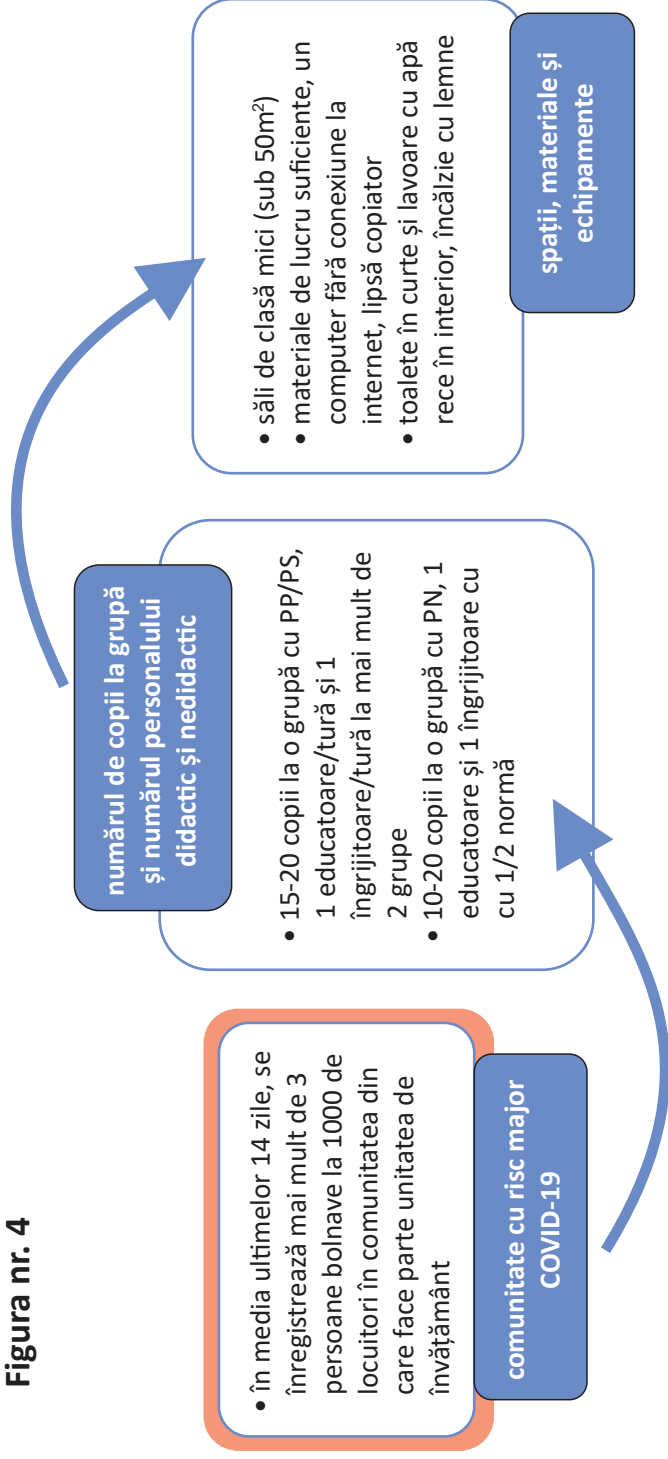 Figura nr. 4
• în media ultimelor 14 zile, se
înregistrează mai mult de 3
persoane bolnave la 1000 de
locuitori în comunitatea din
care face parte unitatea de
învățământ
comunitate cu risc major
COVID-19
numărul de copii la grupă
și numărul personalului
didactic și nedidactic
• 15-20 copii la o grupă cu PP/PS,
1 educatoare/tură și 1
îngrijitoare/tură la mai mult de
2 grupe
• 10-20 copii la o grupă cu PN, 1
educatoare și 1 îngrijitoare cu
cu 1/2 normă
• săli de clasă mici (sub 50m²)
• materiale de lucru suficiente, un
computer fără conexiune la
internet, lipsă copiator
• toalete în curte și lavoare cu apă
rece în interior, încălzie cu lemne
spații, materiale și
echipamente